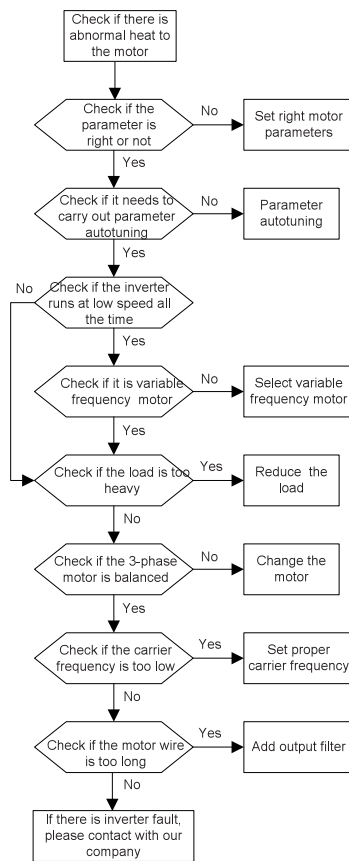 Check if there is
abnormal heat to
the motor
Check if the
parameter is
right or not
No
Set right motor
parameters
Yes
Check if it needs to
carry out parameter
autotuning
No
Parameter
autotuning
Yes
No
Check if the inverter
runs at low speed all
the time
Yes
Check if it is variable
frequency motor
No
Select variable
frequency motor
Yes
Check if the load is too
heavy
Yes
Reduce the
load
No
Check if the 3-phase
motor is balanced
No
Change the
motor
Yes
Check if the carrier
frequency is too low
Yes
Set proper
carrier frequency
No
Check if the motor wire
is too long
Yes
Add output filter
No
If there is inverter fault,
please contact with our
company